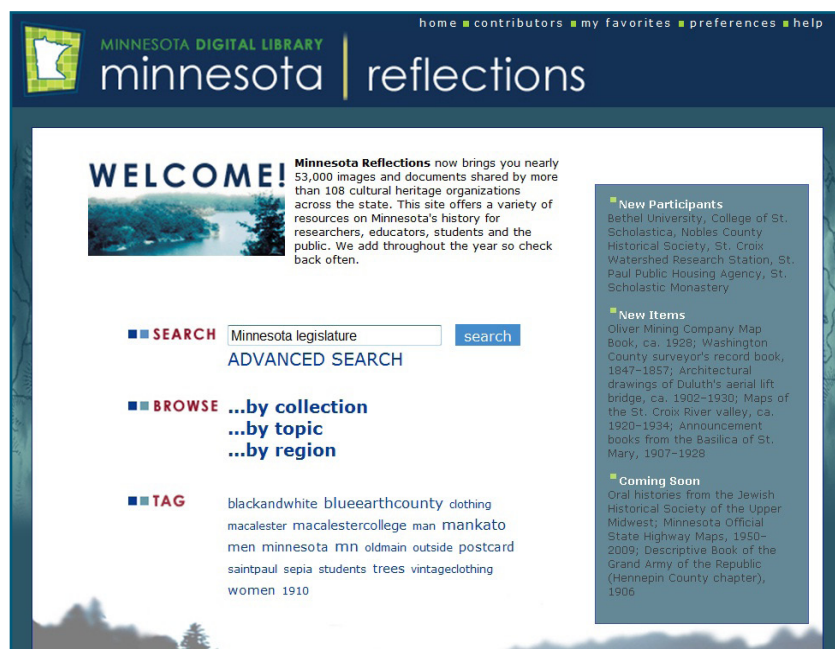 home contributors my favorites preferences help
MINNESOTA DIGITAL LIBRARY
minnesota reflections
WELCOME!
Minnesota Reflections now brings you nearly
53,000 images and documents shared by more
than 108 cultural heritage organizations
across the state. This site offers a variety of
resources on Minnesota's history for
researchers, educators, students and the
public. We add throughout the year so check
back often.
SEARCH Minnesota legislature search
ADVANCED SEARCH
BROWSE ...by collection
...by topic
...by region
TAG blackandwhite blueearthcounty clothing
macalester macalestercollege man mankato
men minnesota mn oldmain outside postcard
saintpaul sepia students trees vintageclothing
women 1910
New Participants
Bethel University, College of St.
Scholastica, Nobles County
Historical Society, St. Croix
Watershed Research Station, St.
Paul Public Housing Agency, St.
Scholastic Monastery
New Items
Oliver Mining Company Map
Book, ca. 1928; Washington
County surveyor's record book,
1847-1857; Architectural
drawings of Duluth's aerial lift
bridge, ca. 1902-1930; Maps of
the St. Croix River valley, ca.
1920-1934; Announcement
books from the Basilica of St.
Mary, 1907-1928
Coming Soon
Oral histories from the Jewish
Historical Society of the Upper
Midwest; Minnesota Official
State Highway Maps, 1950-
2009; Descriptive Book of the
Grand Army of the Republic
(Hennepin County chapter),
1906